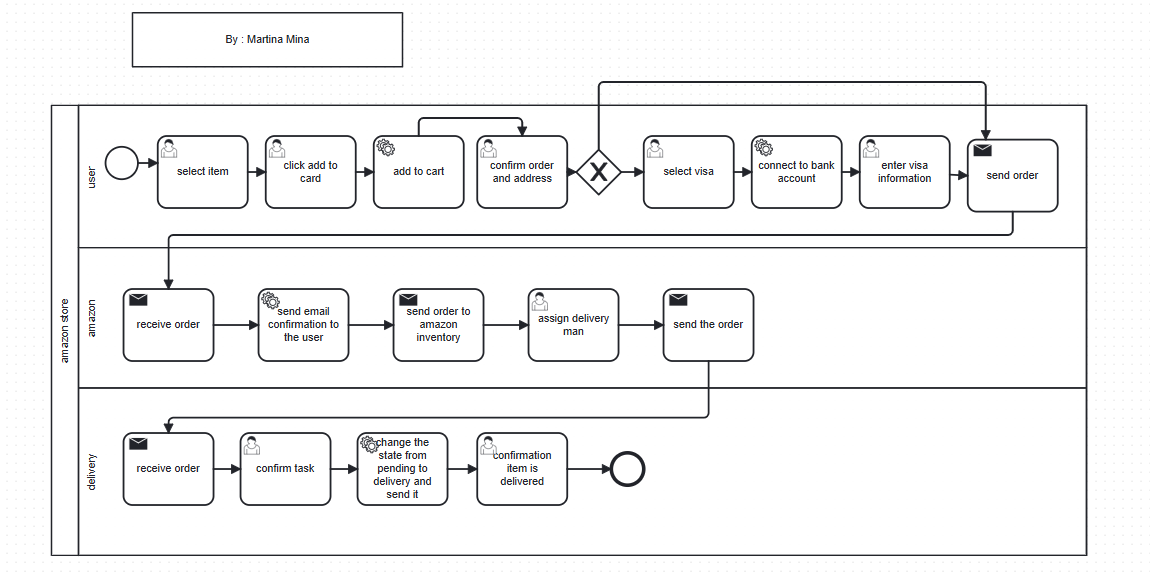 By : Martina Mina
amazon store
user
select item
click add to
card
add to cart
confirm order
and address
select visa
connect to bank
account
enter visa
information
send order
amazon
receive order
send email
confirmation to
the user
send order to
amazon
inventory
assign delivery
man
send the order
delivery
receive order
confirm task
change the
state from
pending to
delivery and
send it
confirmation
item is
delivered